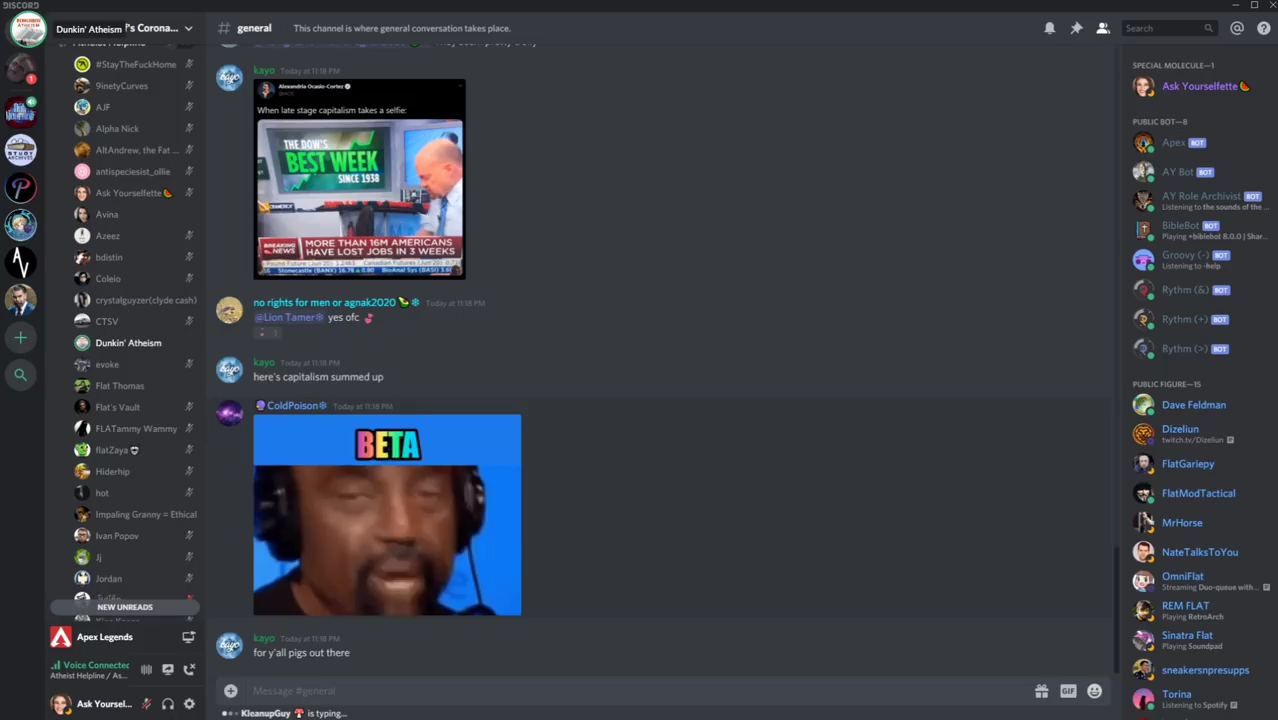 DISCORD
Dunkin' Atheism
's Corona...
# general
This channel is where general conversation takes place.
Search
#StayTheFuckHome
9inetyCurves
AJF
Alpha Nick
AltAndrew, the Fat ...
antispeciesist_ollie
Ask Yourselfette
Avina
Azeez
bdistin
Coleio
crystalguyzer(clyde cash)
CTSV
Dunkin' Atheism
evoke
Flat Thomas
Flat's Vault
FLATammy Wammy
flatZaya
Hiderhip
hot
Impaling Granny = Ethical
Ivan Popov
Jj
Jordan
NEW UNREADS
Apex Legends
Voice Connected
Atheist Helpline / As...
Ask Yoursel...
1
P
AV
STUDY
ARCHIVES
kayo Today at 11:18 PM
Alexandria Ocasio-Cortez
@AOC
When late stage capitalism takes a selfie:
THE DOW'S
BEST WEEK
SINCE 1938
BREAKING
NEWS
MORE THAN 16M AMERICANS
HAVE LOST JOBS IN 3 WEEKS
no rights for men or agnak2020 Today at 11:18 PM
@Lion Tamer yes ofc
1
kayo Today at 11:18 PM
here's capitalism summed up
ColdPoison Today at 11:18 PM
BETA
kayo Today at 11:18 PM
for y'all pigs out there
Message #general
GIF
KleanupGuy is typing...
SPECIAL MOLECULE—1
Ask Yourselfette
PUBLIC BOT—8
Apex BOT
AY Bot BOT
AY Role Archivist BOT
Listening to the sounds of the...
BibleBot BOT
Playing +biblebot 8.0.0 | Shar...
Groovy (-) BOT
Listening to -help
Rythm (&) BOT
Rythm (+) BOT
Rythm (>) BOT
PUBLIC FIGURE—15
Dave Feldman
Dizeliun
twitch.tv/Dizeliun
FlatGariepy
FlatModTactical
MrHorse
NateTalksToYou
OmniFlat
Streaming Duo-queue with...
REM FLAT
Playing RetroArch
Sinatra Flat
Playing Soundpad
sneakersnpresupps
Torina
Listening to Spotify